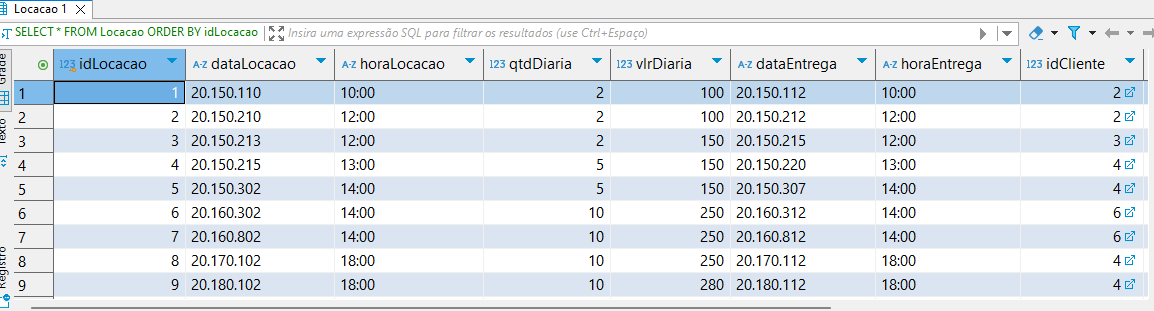 Locacao 1
SELECT * FROM Locacao ORDER BY idLocacao Insira uma expressão SQL para filtrar os resultados (use Ctrl+Espaço)
Grade
Texto
Registro
123 idLocacao A-Z dataLocacao A-Z horaLocacao 123 qtdDiaria 123 vlrDiaria A-Z dataEntrega A-Z horaEntrega 123 idCliente
1 1 20.150.110 10:00 2 100 20.150.112 10:00 2
2 2 20.150.210 12:00 2 100 20.150.212 12:00 2
3 3 20.150.213 12:00 2 150 20.150.215 12:00 3
4 4 20.150.215 13:00 5 150 20.150.220 13:00 4
5 5 20.150.302 14:00 5 150 20.150.307 14:00 4
6 6 20.160.302 14:00 10 250 20.160.312 14:00 6
7 7 20.160.802 14:00 10 250 20.160.812 14:00 6
8 8 20.170.102 18:00 10 250 20.170.112 18:00 4
9 9 20.180.102 18:00 10 280 20.180.112 18:00 4